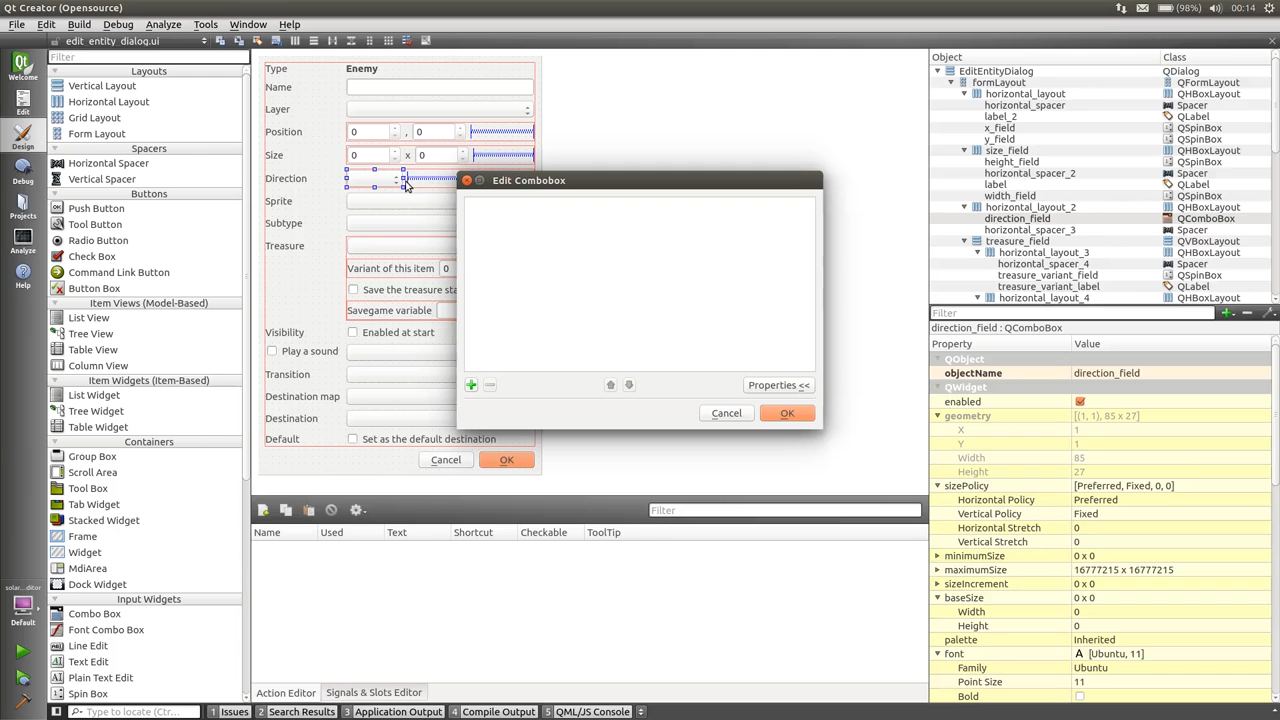 Qt Creator (Opensource)
(98%) 00:14
File Edit Build Debug Analyze Tools Window Help
edit_entity_dialog.ui
Welcome
Edit
Design
Debug
Projects
Analyze
Help
solar...ditor
Default
Filter
Layouts
Vertical Layout
Horizontal Layout
Grid Layout
Form Layout
Spacers
Horizontal Spacer
Vertical Spacer
Buttons
Push Button
Tool Button
Radio Button
Check Box
Command Link Button
Button Box
Item Views (Model-Based)
List View
Tree View
Table View
Column View
Item Widgets (Item-Based)
List Widget
Tree Widget
Table Widget
Containers
Group Box
Scroll Area
Tool Box
Tab Widget
Stacked Widget
Frame
Widget
MdiArea
Dock Widget
Input Widgets
Combo Box
Font Combo Box
Line Edit
Text Edit
Plain Text Edit
Spin Box
Type Enemy
Name
Layer
Position 0 , 0
Size 0 x 0
Direction
Sprite
Subtype
Treasure
Variant of this item 0
Save the treasure sta
Savegame variable
Visibility Enabled at start
Play a sound
Transition
Destination map
Destination
Default Set as the default destination
Cancel OK
Edit Combobox
Properties <<
Cancel OK
Filter
Name Used Text Shortcut Checkable ToolTip
Action Editor Signals & Slots Editor
Object Class
EditEntityDialog QDialog
formLayout QFormLayout
horizontal_layout QHBoxLayout
horizontal_spacer Spacer
label_2 QLabel
x_field QSpinBox
y_field QSpinBox
size_field QHBoxLayout
height_field QSpinBox
horizontal_spacer_2 Spacer
label QLabel
width_field QSpinBox
horizontal_layout_2 QHBoxLayout
direction_field QComboBox
horizontal_spacer_3 Spacer
treasure_field QVBoxLayout
horizontal_layout_3 QHBoxLayout
horizontal_spacer_4 Spacer
treasure_variant_field QSpinBox
treasure_variant_label QLabel
horizontal_layout_4 QHBoxLayout
Filter
direction_field : QComboBox
Property Value
QObject
objectName direction_field
QWidget
enabled
geometry [(1, 1), 85 x 27]
X 1
Y 1
Width 85
Height 27
sizePolicy [Preferred, Fixed, 0, 0]
Horizontal Policy Preferred
Vertical Policy Fixed
Horizontal Stretch 0
Vertical Stretch 0
minimumSize 0 x 0
maximumSize 16777215 x 16777215
sizeIncrement 0 x 0
baseSize 0 x 0
Width 0
Height 0
palette Inherited
font A [Ubuntu, 11]
Family Ubuntu
Point Size 11
Bold
Type to locate (Ctrl... 1 Issues 2 Search Results 3 Application Output 4 Compile Output 5 QML/JS Console